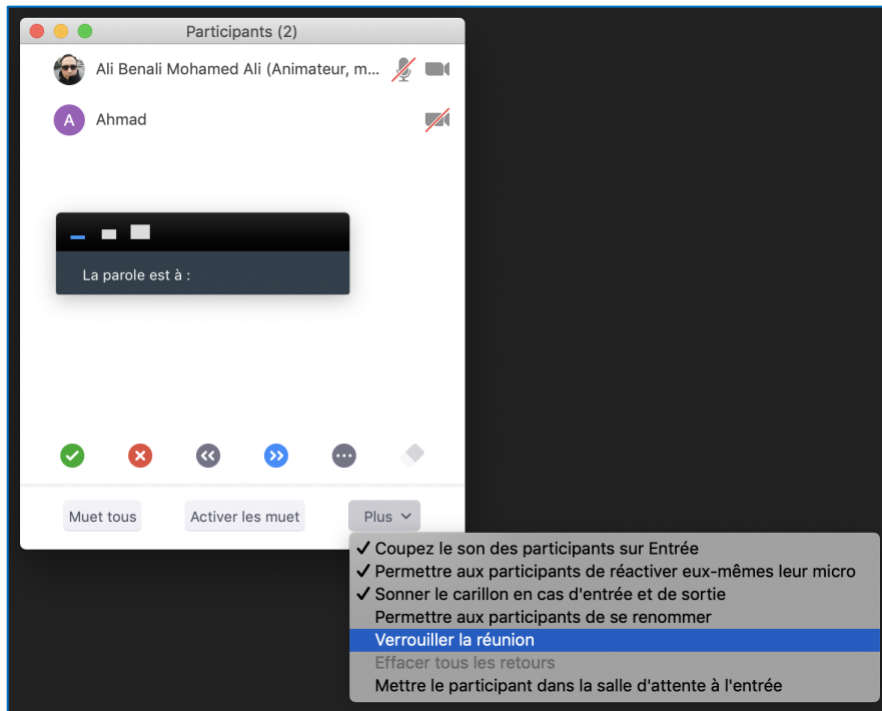 Participants (2)
Ali Benali Mohamed Ali (Animateur, m...
A
Ahmad
La parole est à :
Muet tous
Activer les muet
Plus
✓ Coupez le son des participants sur Entrée
✓ Permettre aux participants de réactiver eux-mêmes leur micro
✓ Sonner le carillon en cas d'entrée et de sortie
Permettre aux participants de se renommer
Verrouiller la réunion
Effacer tous les retours
Mettre le participant dans la salle d'attente à l'entrée